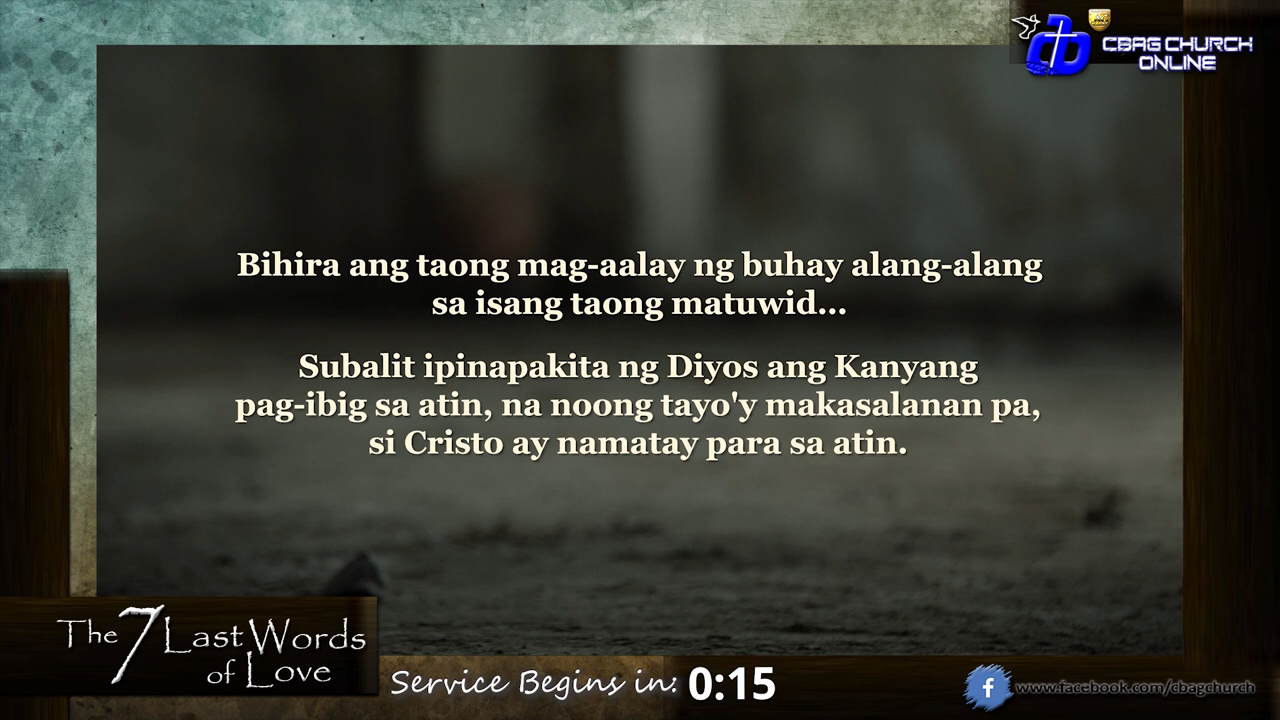 CBAG CHURCH
ONLINE
Bihira ang taong mag-aalay ng buhay alang-alang
sa isang taong matuwid...
Subalit ipinapakita ng Diyos ang Kanyang
pag-ibig sa atin, na noong tayo'y makasalanan pa,
si Cristo ay namatay para sa atin.
The 7 Last Words
of Love
Service Begins in: 0:15
www.facebook.com/cbagchurch